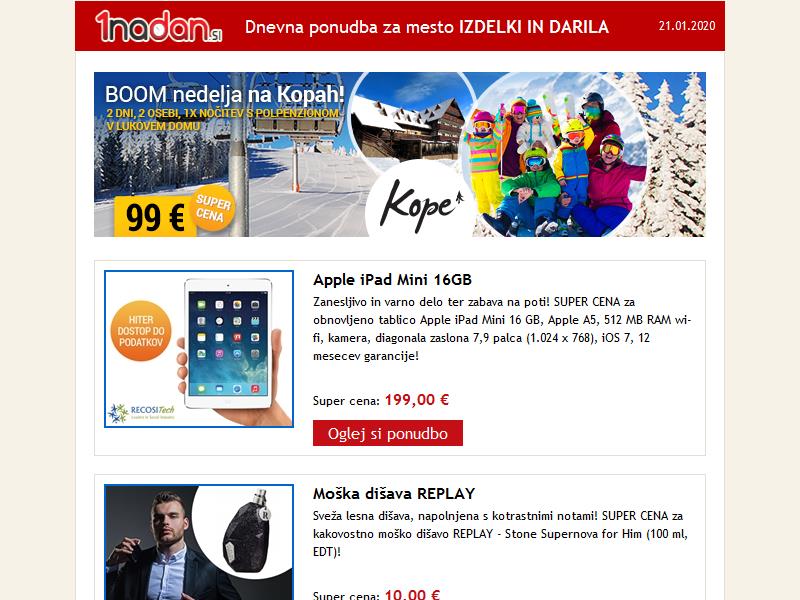 1nadan.si
Dnevna ponudba za mesto IZDELKI IN DARILA
21.01.2020
BOOM nedelja na Kopah!
2 DNI, 2 OSEBI, 1X NOČITEV S POLPENZIONOM
V LUKOVEM DOMU
99 €
SUPER
CENA
Kope
Apple iPad Mini 16GB
Zanesljivo in varno delo ter zabava na poti! SUPER CENA za
obnovljeno tablico Apple iPad Mini 16 GB, Apple A5, 512 MB RAM wi-
fi, kamera, diagonala zaslona 7,9 palca (1.024 x 768), iOS 7, 12
mesecev garancije!
HITER
DOSTOP DO
PODATKOV
RECOSITech
Super cena: 199,00 €
Oglej si ponudbo
Moška dišava REPLAY
Sveža lesna dišava, napolnjena s kotrastnimi notami! SUPER CENA za
kakovostno moško dišavo REPLAY - Stone Supernova for Him (100 ml,
EDT)!
Super cena: 10,00 €